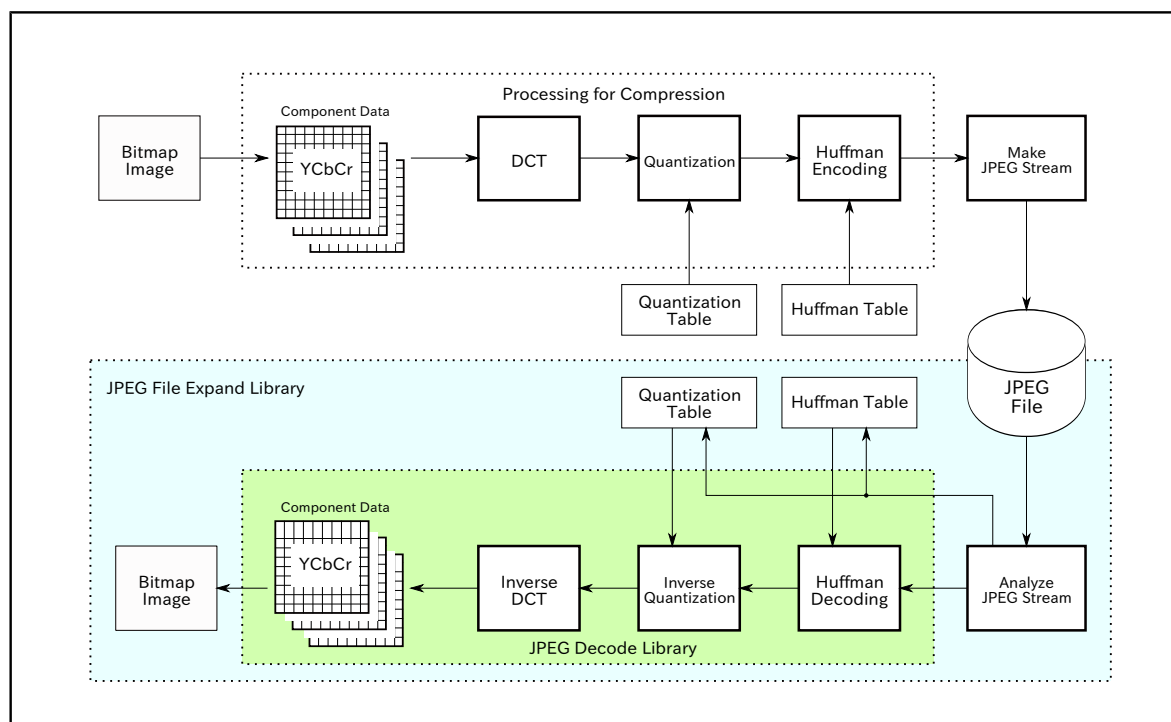 Processing for Compression
Component Data
Bitmap
Image
YCbCr
DCT
Quantization
Huffman
Encoding
Make
JPEG Stream
Quantization
Table
Huffman Table
JPEG
File
JPEG File Expand Library
Quantization
Table
Huffman Table
Component Data
Bitmap
Image
YCbCr
Inverse
DCT
Inverse
Quantization
Huffman
Decoding
Analyze
JPEG Stream
JPEG Decode Library